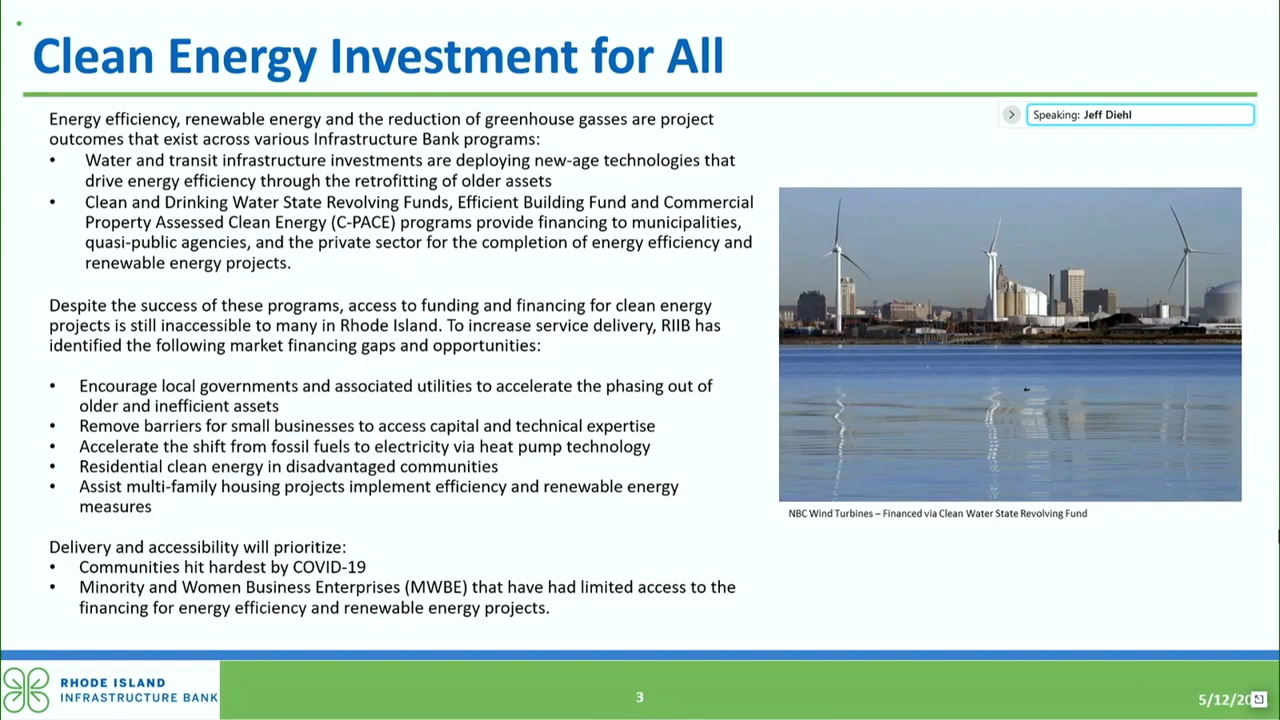 Clean Energy Investment for All
Speaking: Jeff Diehl
Energy efficiency, renewable energy and the reduction of greenhouse gasses are project
outcomes that exist across various Infrastructure Bank programs:
• Water and transit infrastructure investments are deploying new-age technologies that
drive energy efficiency through the retrofitting of older assets
• Clean and Drinking Water State Revolving Funds, Efficient Building Fund and Commercial
Property Assessed Clean Energy (C-PACE) programs provide financing to municipalities,
quasi-public agencies, and the private sector for the completion of energy efficiency and
renewable energy projects.
Despite the success of these programs, access to funding and financing for clean energy
projects is still inaccessible to many in Rhode Island. To increase service delivery, RIIB has
identified the following market financing gaps and opportunities:
• Encourage local governments and associated utilities to accelerate the phasing out of
older and inefficient assets
• Remove barriers for small businesses to access capital and technical expertise
• Accelerate the shift from fossil fuels to electricity via heat pump technology
• Residential clean energy in disadvantaged communities
• Assist multi-family housing projects implement efficiency and renewable energy
measures
Delivery and accessibility will prioritize:
• Communities hit hardest by COVID-19
• Minority and Women Business Enterprises (MWBE) that have had limited access to the
financing for energy efficiency and renewable energy projects.
NBC Wind Turbines – Financed via Clean Water State Revolving Fund
RHODE ISLAND
INFRASTRUCTURE BANK
3